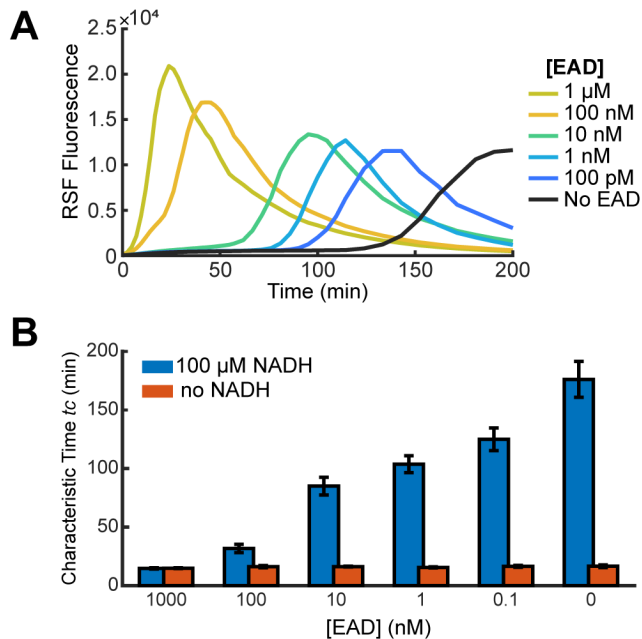 A
×10⁴
2.5
2.0
1.5
1.0
0.5
0
RSF Fluorescence
0
50
100
150
200
Time (min)
[EAD]
1 µM
100 nM
10 nM
1 nM
100 pM
No EAD
B
200
150
100
50
0
Characteristic Time tc (min)
100 µM NADH
no NADH
1000
100
10
1
0.1
0
[EAD] (nM)